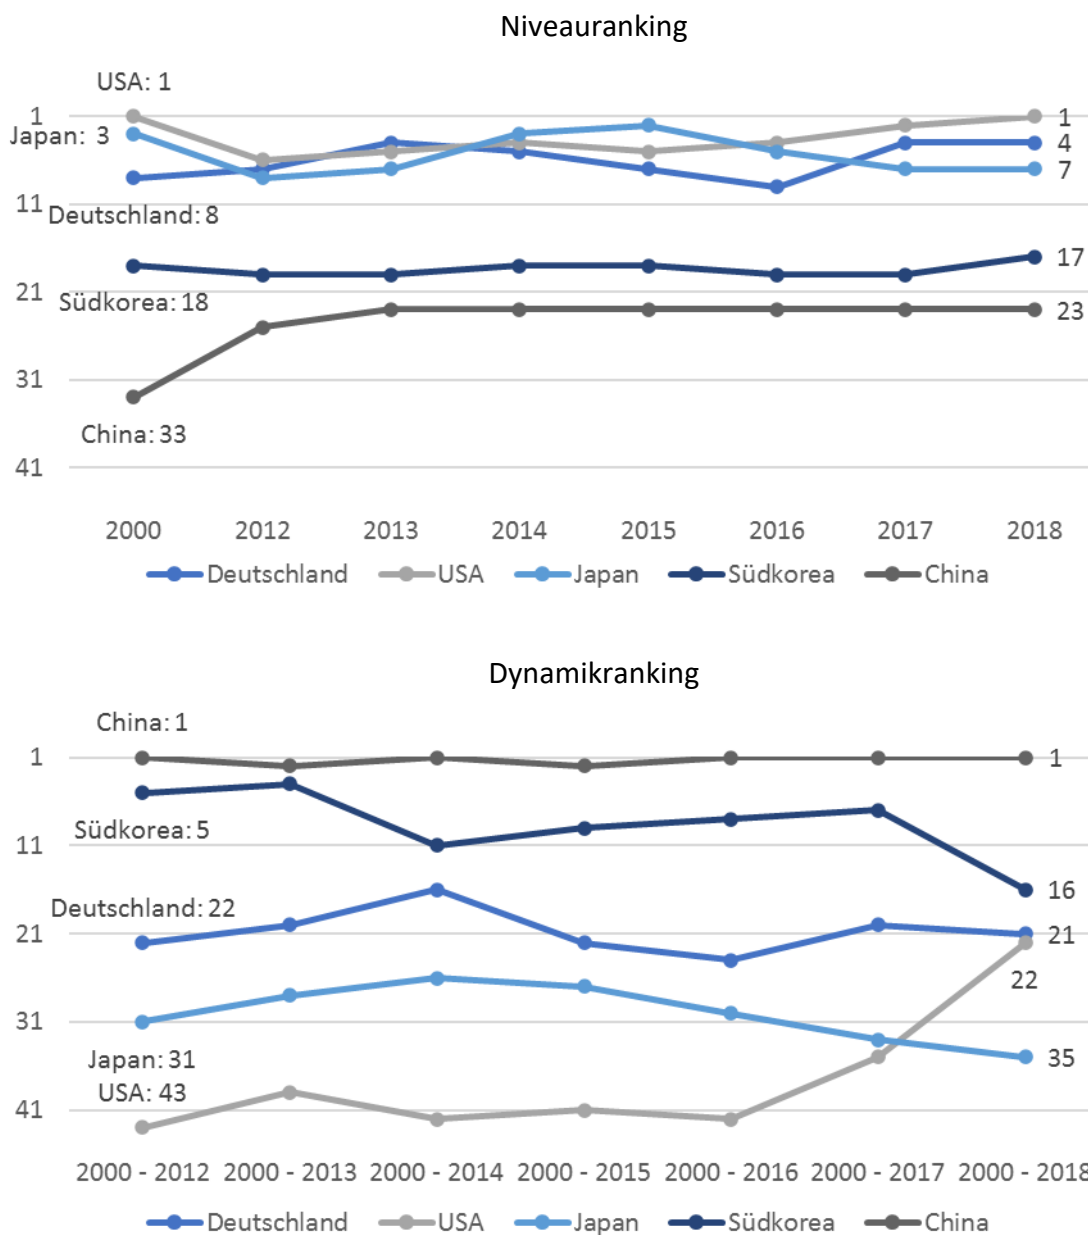 Niveauranking
USA: 1
1
1
Japan: 3
4
7
11
Deutschland: 8
17
21
Südkorea: 18
23
31
China: 33
41
2000 2012 2013 2014 2015 2016 2017 2018
Deutschland USA Japan Südkorea China
Dynamikranking
China: 1
1
1
Südkorea: 5
11
16
Deutschland: 22
21
21
22
31
Japan: 31
35
USA: 43
41
2000 - 2012 2000 - 2013 2000 - 2014 2000 - 2015 2000 - 2016 2000 - 2017 2000 - 2018
Deutschland USA Japan Südkorea China